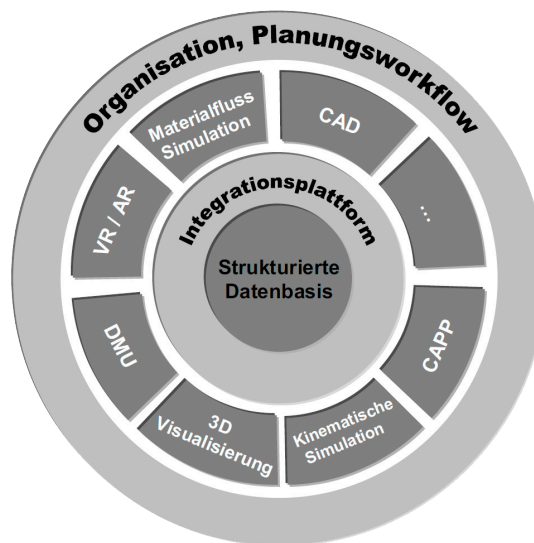 Organisation, Planungsworkflow
Materialfluss
Simulation
CAD
...
CAPP
Kinematische
Simulation
3D
Visualisierung
DMU
VR / AR
Integrationsplattform
Strukturierte
Datenbasis